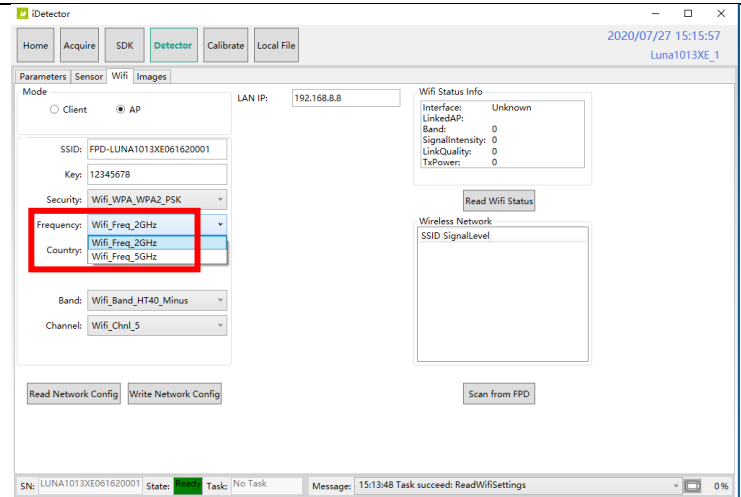 iDetector
Home Acquire SDK Detector Calibrate Local File
2020/07/27 15:15:57
Luna1013XE_1
Parameters Sensor Wifi Images
Mode
Client AP
LAN IP: 192.168.8.8
Wifi Status Info
Interface: Unknown
LinkedAP:
Band: 0
SignalIntensity: 0
LinkQuality: 0
TxPower: 0
SSID: FPD-LUNA1013XE061620001
Key: 12345678
Security: Wifi_WPA_WPA2_PSK
Read Wifi Status
Frequency: Wifi_Freq_2GHz
Wifi_Freq_2GHz
Wifi_Freq_5GHz
Country:
Wireless Network
SSID SignalLevel
Band: Wifi_Band_HT40_Minus
Channel: Wifi_Chnl_5
Read Network Config Write Network Config
Scan from FPD
SN: LUNA1013XE061620001 State: Ready Task: No Task Message: 15:13:48 Task succeed: ReadWifiSettings 0%